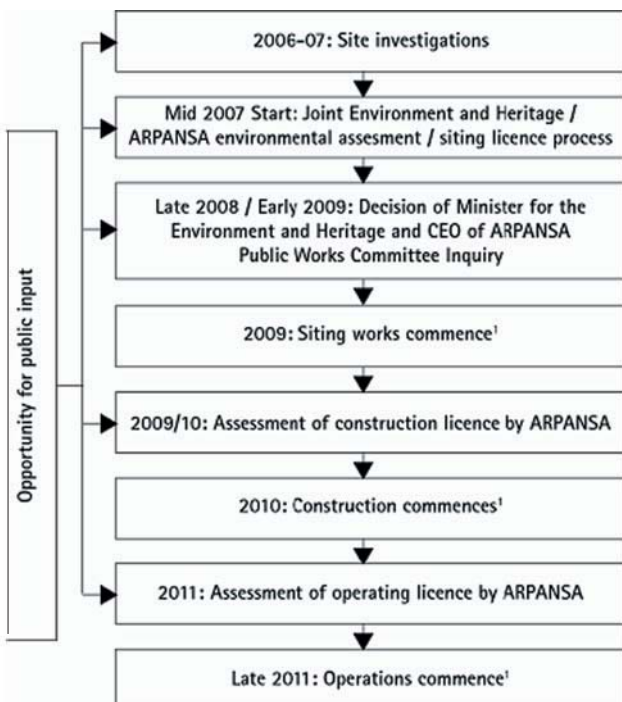 2006-07: Site investigations
Mid 2007 Start: Joint Environment and Heritage /
ARPANSA environmental assesment / siting licence process
Late 2008 / Early 2009: Decision of Minister for the
Environment and Heritage and CEO of ARPANSA
Public Works Committee Inquiry
2009: Siting works commence¹
2009/10: Assessment of construction licence by ARPANSA
2010: Construction commences¹
2011: Assessment of operating licence by ARPANSA
Late 2011: Operations commence¹
Opportunity for public input